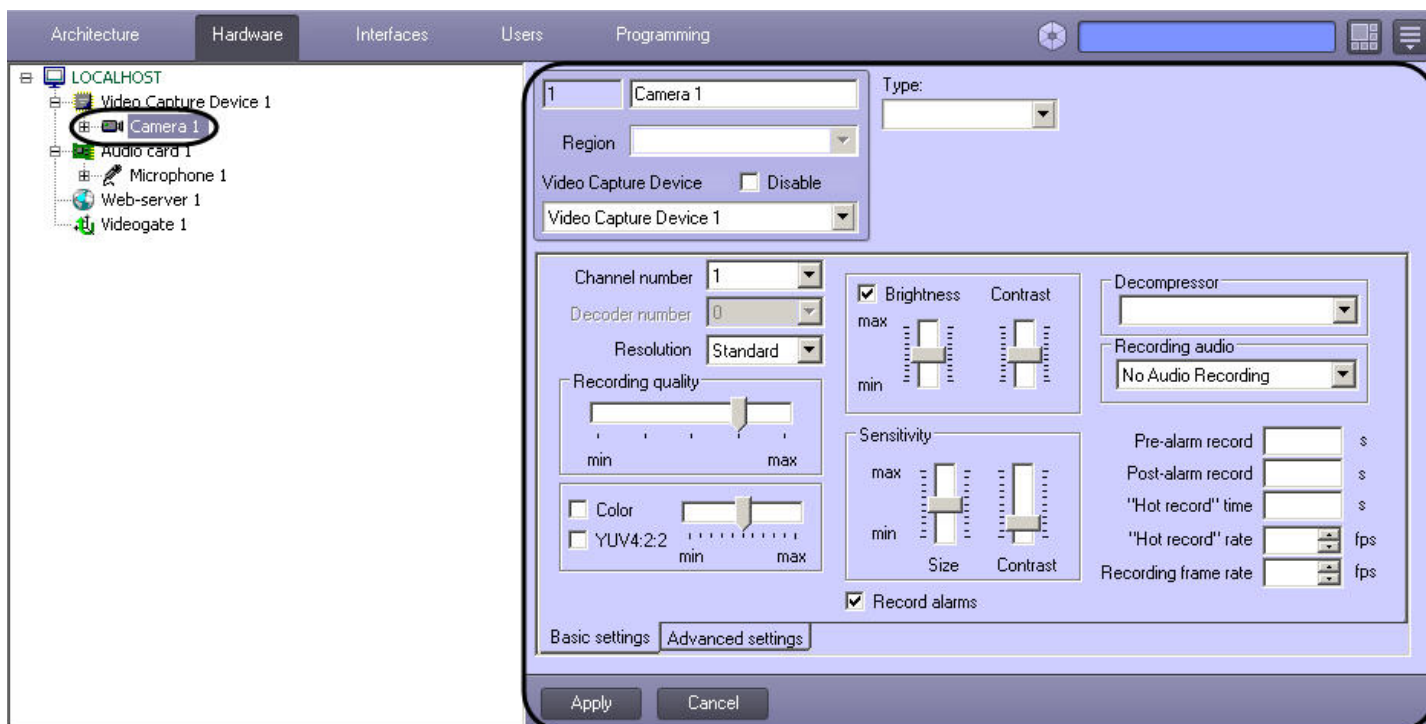 Architecture Hardware Interfaces Users Programming
LOCALHOST
Video Capture Device 1
Camera 1
Audio card 1
Microphone 1
Web-server 1
Videogate 1
1 Camera 1 Type:
Region
Video Capture Device Disable
Video Capture Device 1
Channel number 1
Decoder number 0
Resolution Standard
Recording quality
min max
Color
YUV4:2:2
min max
Brightness Contrast
max
min
Sensitivity
max
min
Size Contrast
Record alarms
Decompressor
Recording audio
No Audio Recording
Pre-alarm record s
Post-alarm record s
"Hot record" time s
"Hot record" rate fps
Recording frame rate fps
Basic settings Advanced settings
Apply Cancel